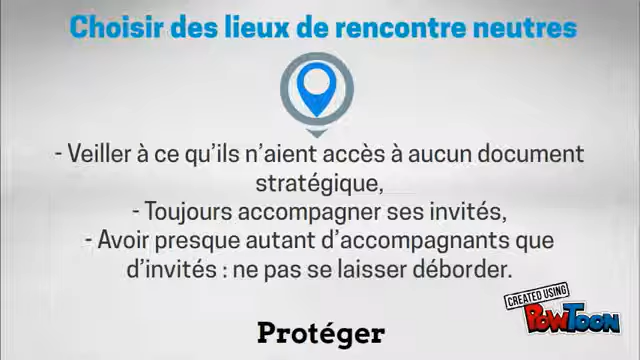 Choisir des lieux de rencontre neutres
- Veiller à ce qu'ils n'aient accès à aucun document
stratégique,
- Toujours accompagner ses invités,
- Avoir presque autant d'accompagnants que
d'invités : ne pas se laisser déborder.
CREATED USING
POWTOON
Protéger